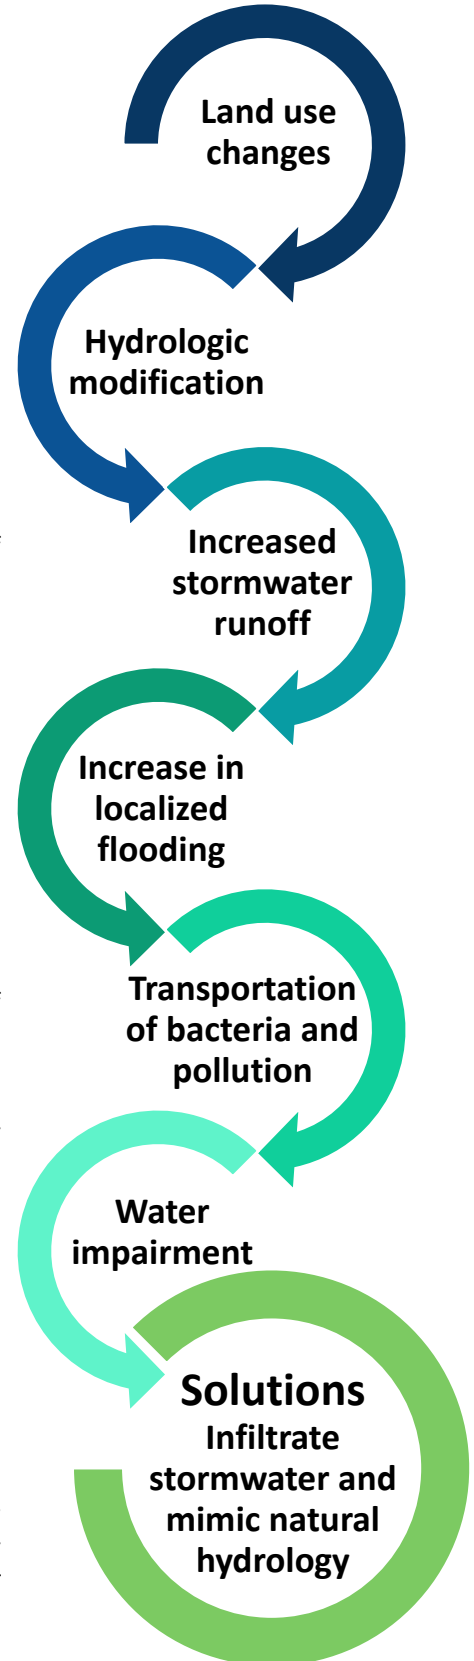 Land use
changes
Hydrologic
modification
Increased
stormwater
runoff
Increase in
localized
flooding
Transportation
of bacteria and
pollution
Water
impairment
Solutions
Infiltrate
stormwater and
mimic natural
hydrology